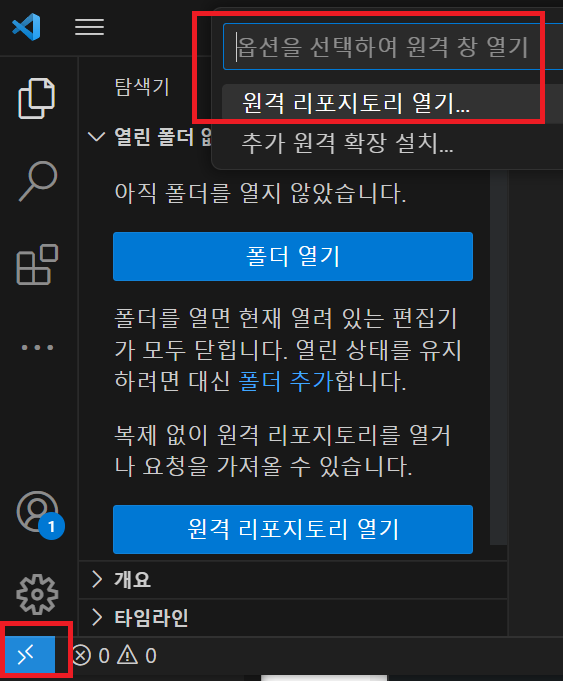 옵션을 선택하여 원격 창 열기
원격 리포지토리 열기...
추가 원격 확장 설치...
탐색기
열린 폴더 없
아직 폴더를 열지 않았습니다.
폴더 열기
폴더를 열면 현재 열려 있는 편집기
가 모두 닫힙니다. 열린 상태를 유지
하려면 대신 폴더 추가합니다.
복제 없이 원격 리포지토리를 열거
나 요청을 가져올 수 있습니다.
원격 리포지토리 열기
1
개요
타임라인
0 0